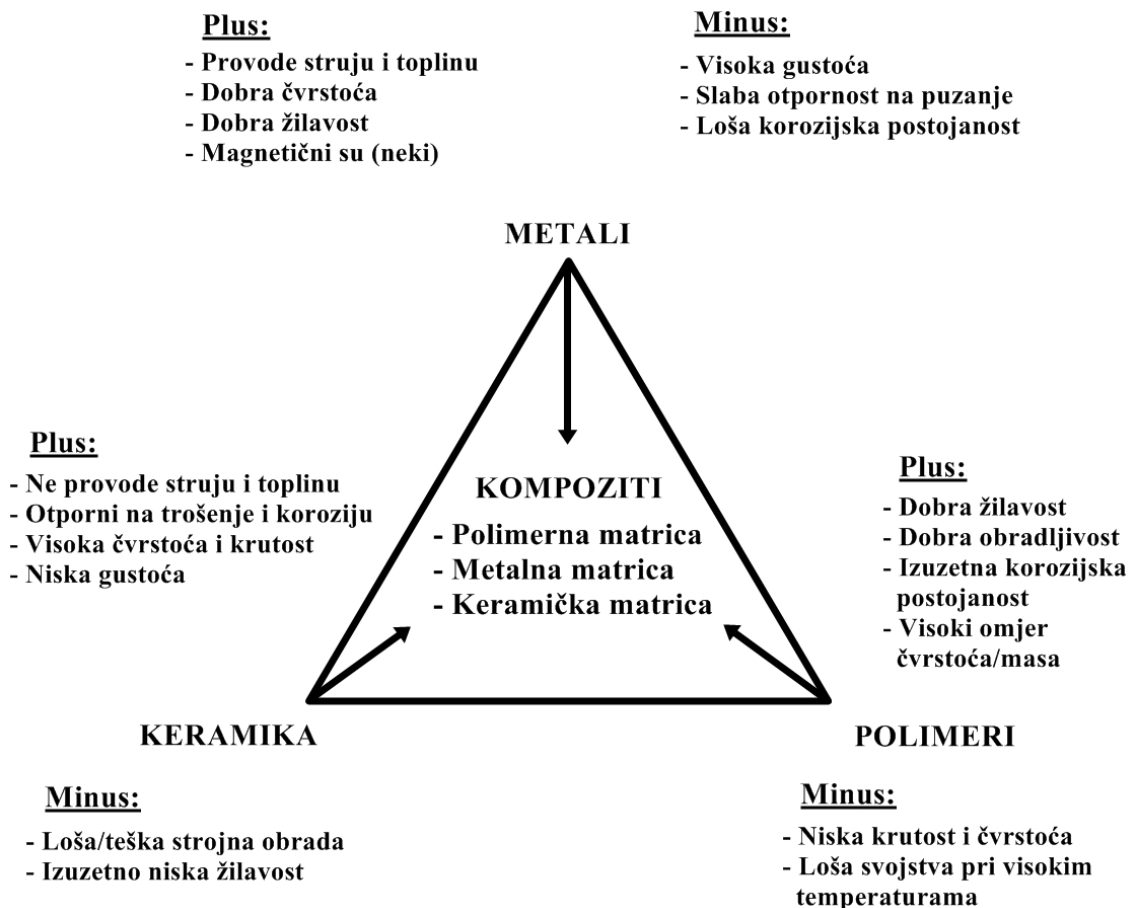 Plus:
- Provode struju i toplinu
- Dobra čvrstoća
- Dobra žilavost
- Magnetični su (neki)
Minus:
- Visoka gustoća
- Slaba otpornost na puzanje
- Loša korozijska postojanost
METALI
Plus:
- Ne provode struju i toplinu
- Otporni na trošenje i koroziju
- Visoka čvrstoća i krutost
- Niska gustoća
KOMPOZITI
- Polimerna matrica
- Metalna matrica
- Keramička matrica
Plus:
- Dobra žilavost
- Dobra obradljivost
- Izuzetna korozijska
postojanost
- Visoki omjer
čvrstoća/masa
KERAMIKA
Minus:
- Loša/teška strojna obrada
- Izuzetno niska žilavost
POLIMERI
Minus:
- Niska krutost i čvrstoća
- Loša svojstva pri visokim
temperaturama